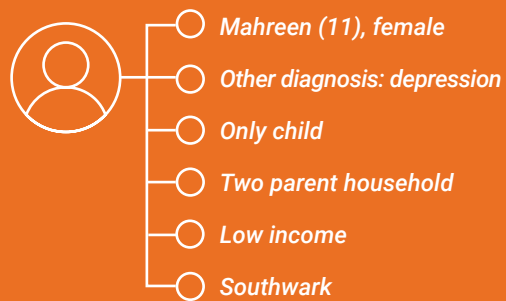 Mahreen (11), female
Other diagnosis: depression
Only child
Two parent household
Low income
Southwark